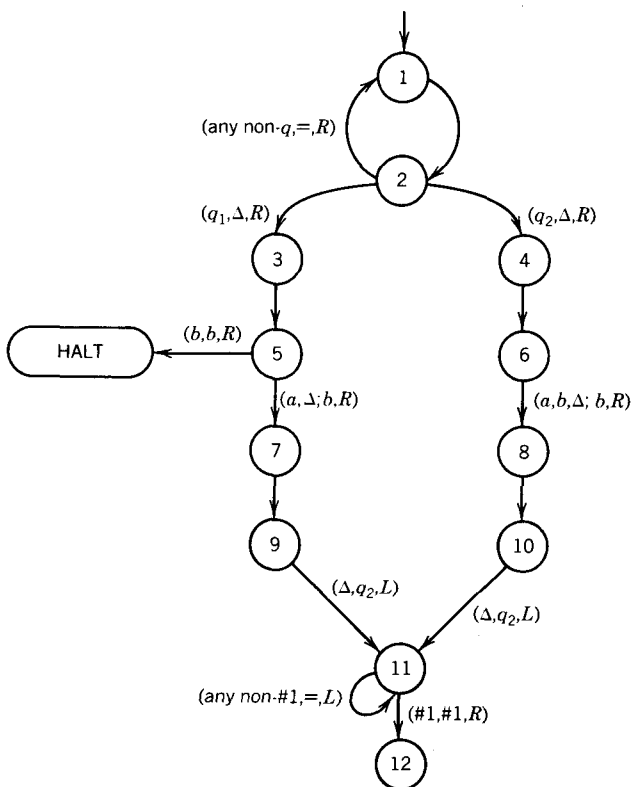 1
(any non-q,=,R)
2
(q₁,Δ,R)
(q₂,Δ,R)
3
4
HALT
(b,b,R)
5
6
(a,Δ;b,R)
(a,b,Δ; b,R)
7
8
9
10
(Δ,q₂,L)
(Δ,q₂,L)
11
(any non-#1,=,L)
(#1,#1,R)
12